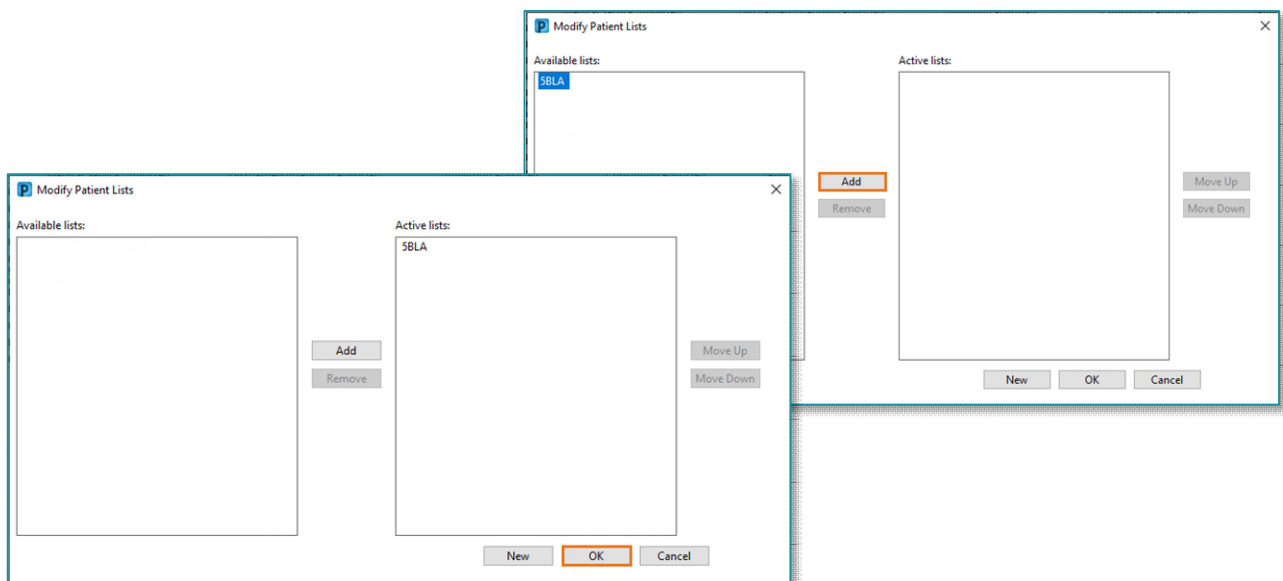 P Modify Patient Lists
Available lists:
Active lists:
5BLA
Add
Remove
Move Up
Move Down
New OK Cancel
P Modify Patient Lists
Available lists:
Active lists:
5BLA
Add
Remove
Move Up
Move Down
New OK Cancel